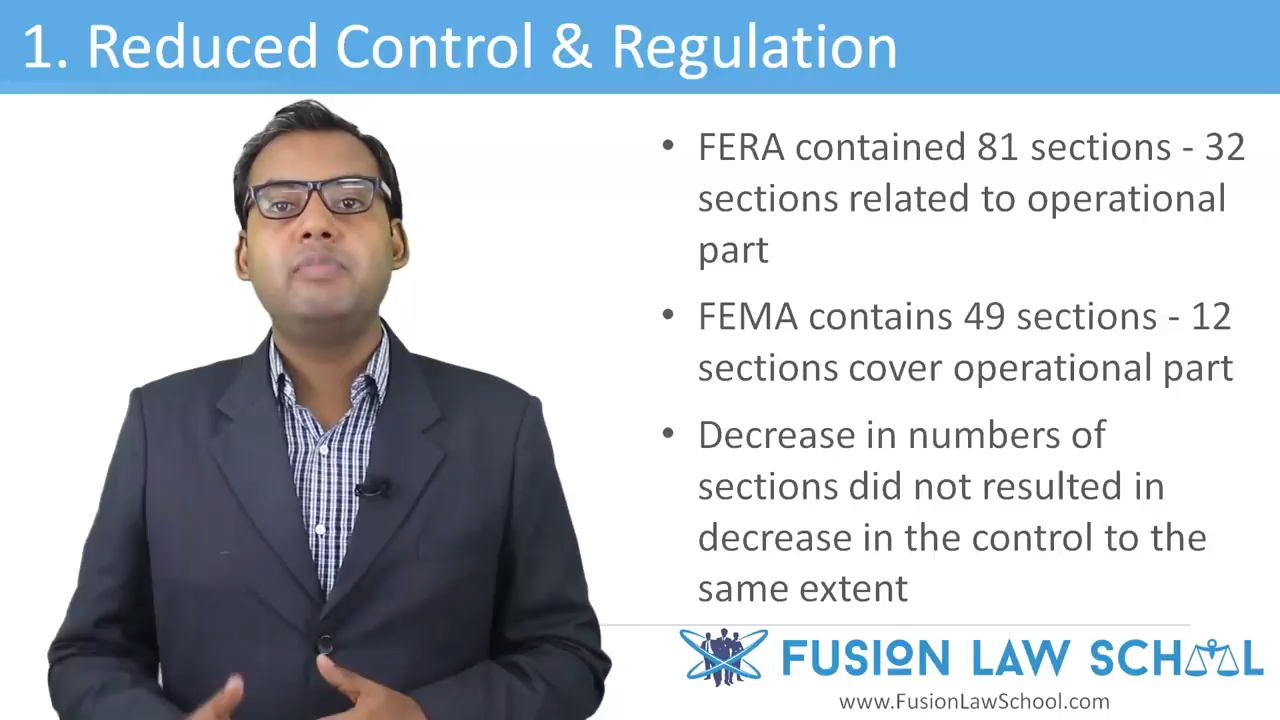 1. Reduced Control & Regulation
• FERA contained 81 sections - 32
sections related to operational
part
• FEMA contains 49 sections - 12
sections cover operational part
• Decrease in numbers of
sections did not resulted in
decrease in the control to the
same extent
FUSION LAW SCHOOL
www.FusionLawSchool.com